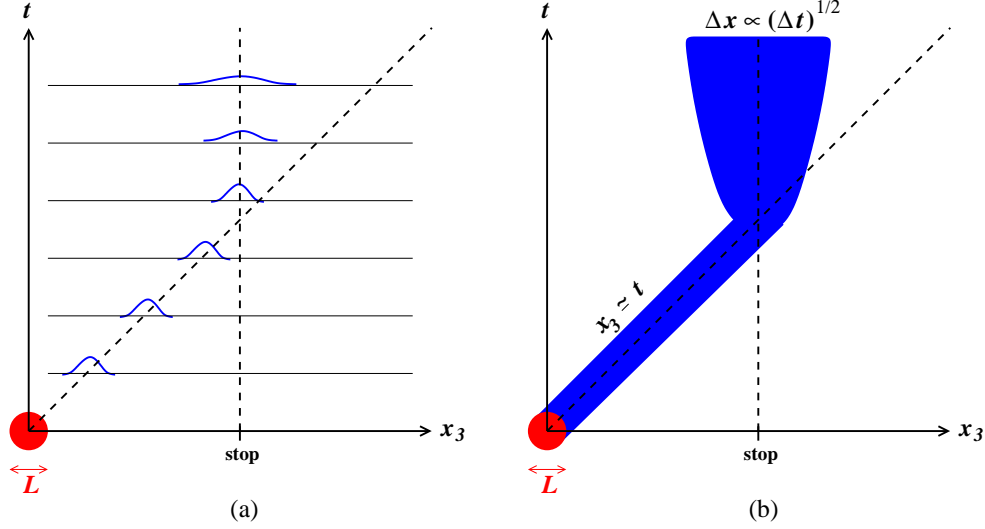 t
x₃
stop
L
(a)
t
Δx ∝ (Δt)^{1/2}
x₃ ≃ t
x₃
stop
L
(b)